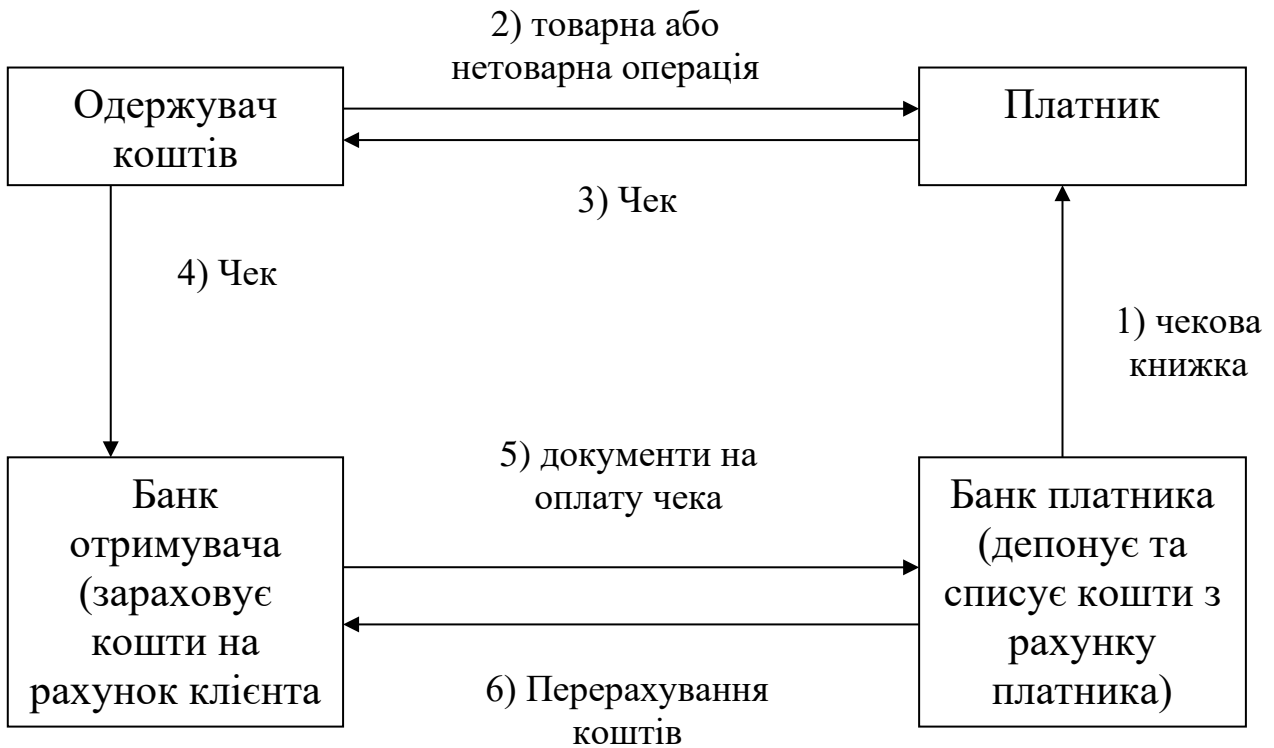 2) товарна або
нетоварна операція
Одержувач
коштів
Платник
3) Чек
4) Чек
1) чекова
книжка
5) документи на
оплату чека
Банк
отримувача
(зараховує
кошти на
рахунок клієнта
Банк платника
(депонує та
списує кошти з
рахунку
платника)
6) Перерахування
коштів